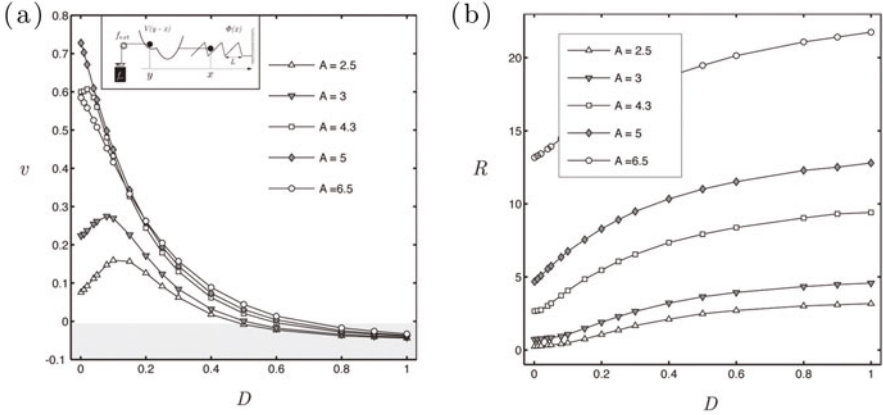 (a)
0.8
0.7
0.6
0.5
0.4
0.3
0.2
0.1
0
-0.1
v
V(y - x)
Φ(x)
f_ext
L
y
x
A = 2.5
A = 3
A = 4.3
A = 5
A =6.5
0
0.2
0.4
0.6
0.8
1
D
(b)
20
15
10
5
0
R
A = 2.5
A = 3
A = 4.3
A = 5
A =6.5
0
0.2
0.4
0.6
0.8
1
D